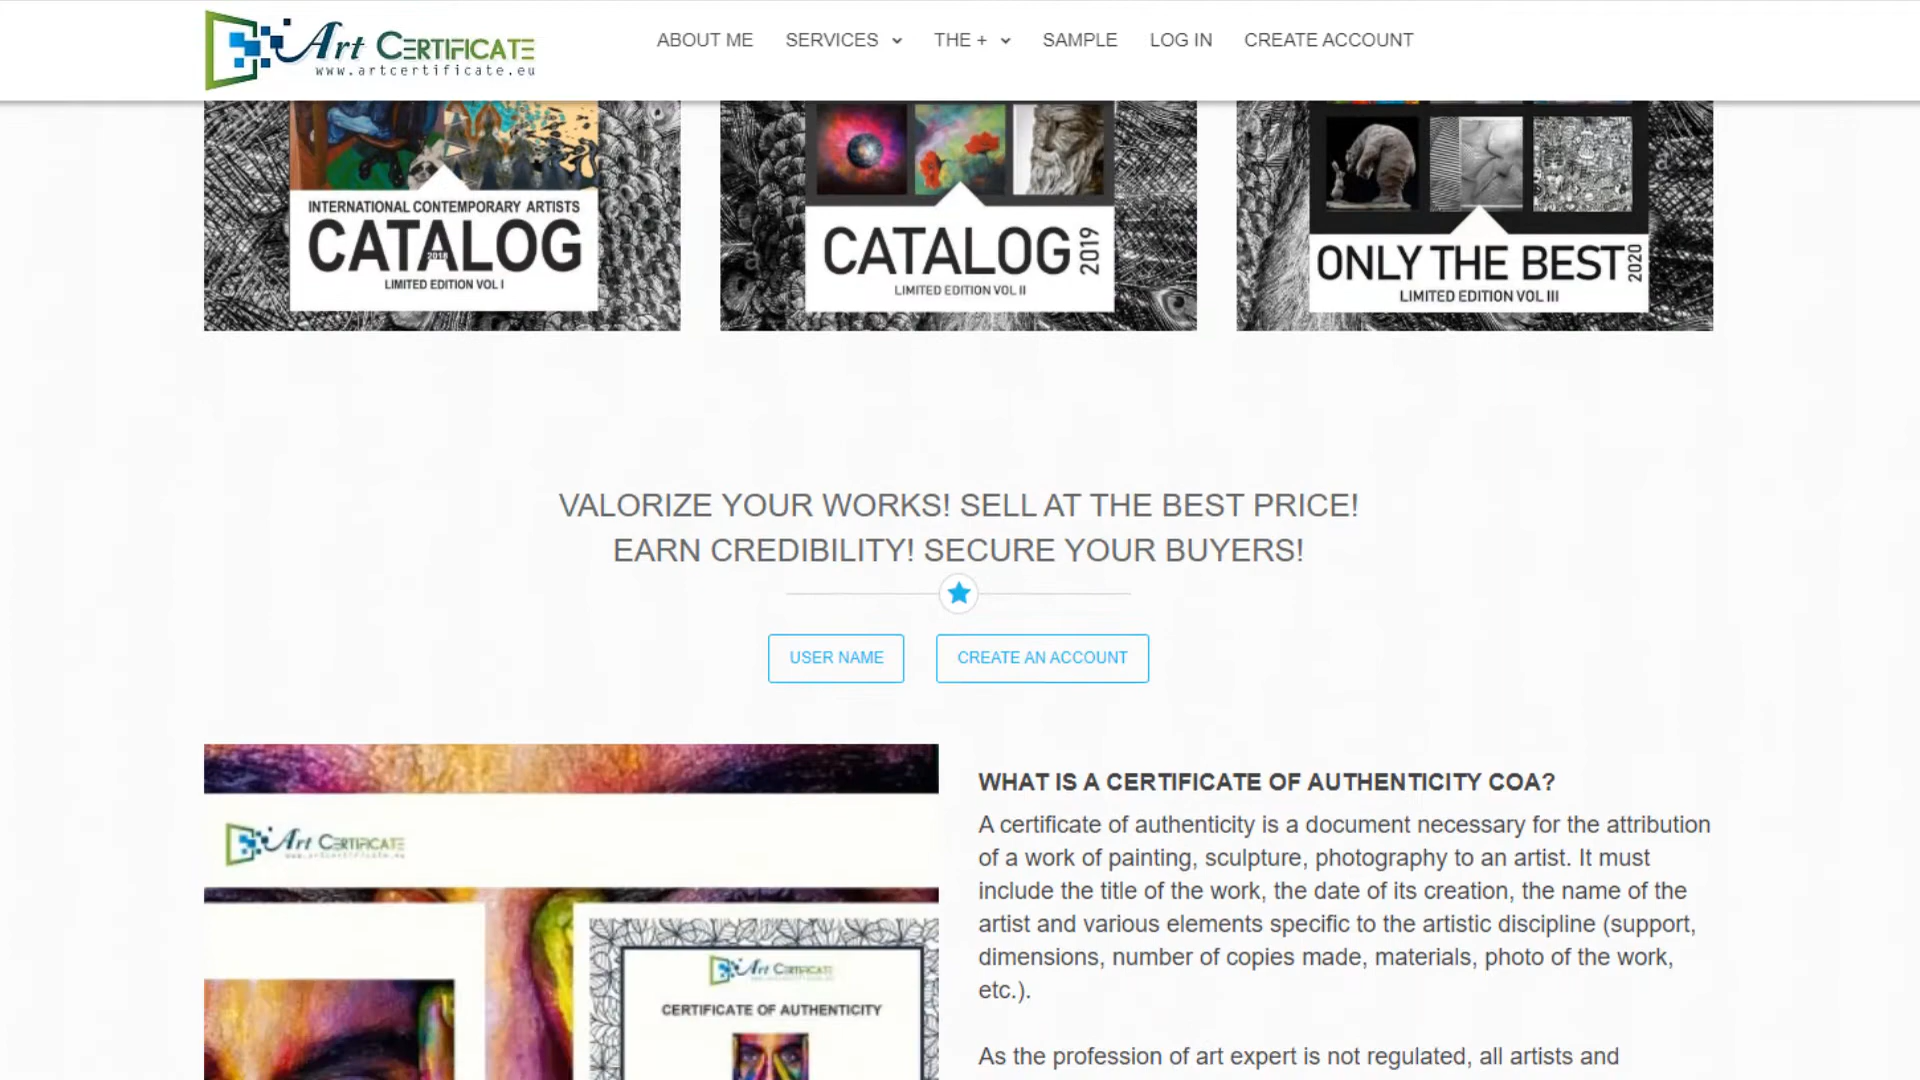 Art CERTIFICATE
www.artcertificate.eu
ABOUT ME
SERVICES
THE +
SAMPLE
LOG IN
CREATE ACCOUNT
INTERNATIONAL CONTEMPORARY ARTISTS
CATALOG
2018
LIMITED EDITION VOL I
CATALOG 2019
LIMITED EDITION VOL II
ONLY THE BEST 2020
LIMITED EDITION VOL III
VALORIZE YOUR WORKS! SELL AT THE BEST PRICE!
EARN CREDIBILITY! SECURE YOUR BUYERS!
USER NAME
CREATE AN ACCOUNT
Art CERTIFICATE
www.artcertificate.eu
Art CERTIFICATE
CERTIFICATE OF AUTHENTICITY
WHAT IS A CERTIFICATE OF AUTHENTICITY COA?
A certificate of authenticity is a document necessary for the attribution
of a work of painting, sculpture, photography to an artist. It must
include the title of the work, the date of its creation, the name of the
artist and various elements specific to the artistic discipline (support,
dimensions, number of copies made, materials, photo of the work,
etc.).
As the profession of art expert is not regulated, all artists and